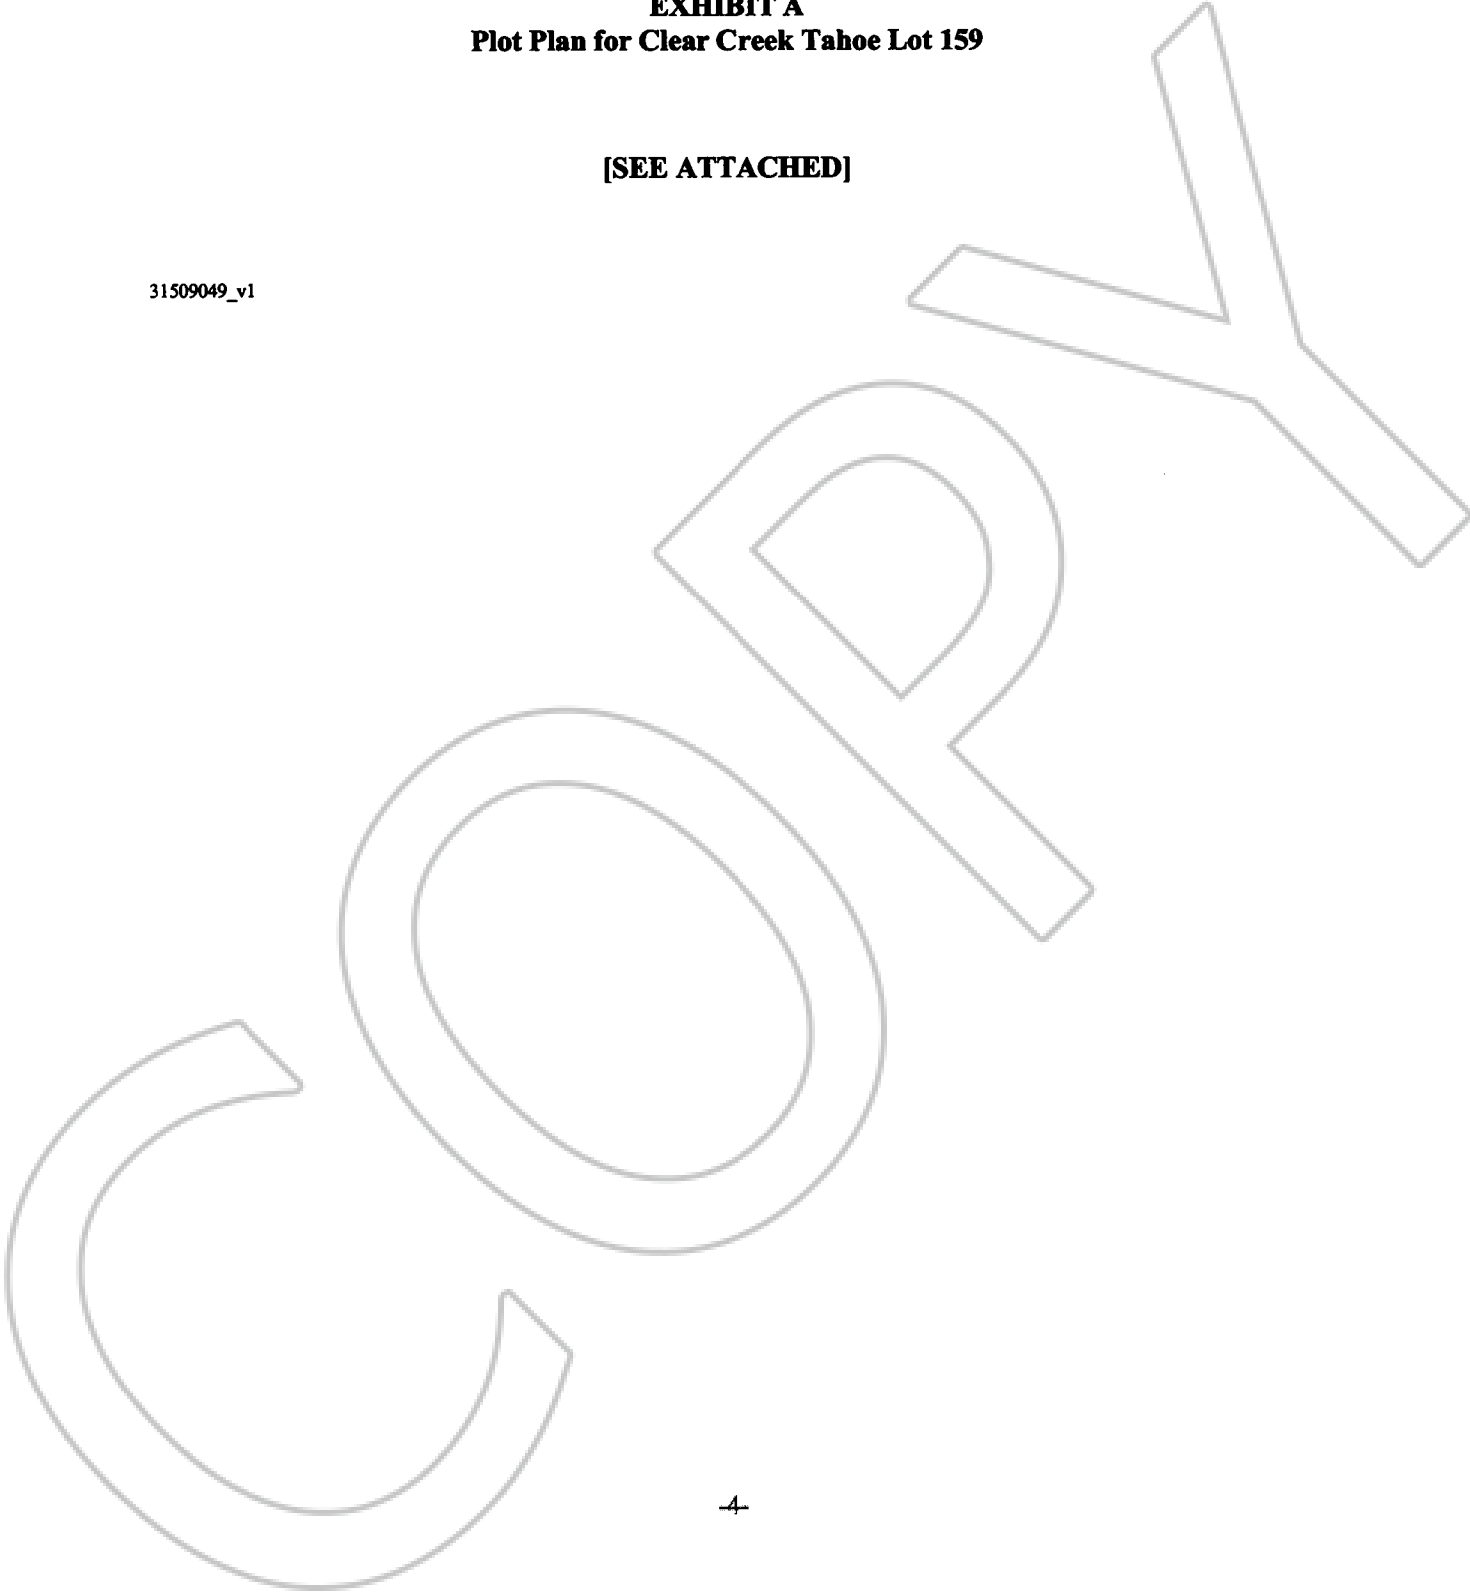 EXHIBIT A
Plot Plan for Clear Creek Tahoe Lot 159
[SEE ATTACHED]
31509049_v1
COPY
-4-